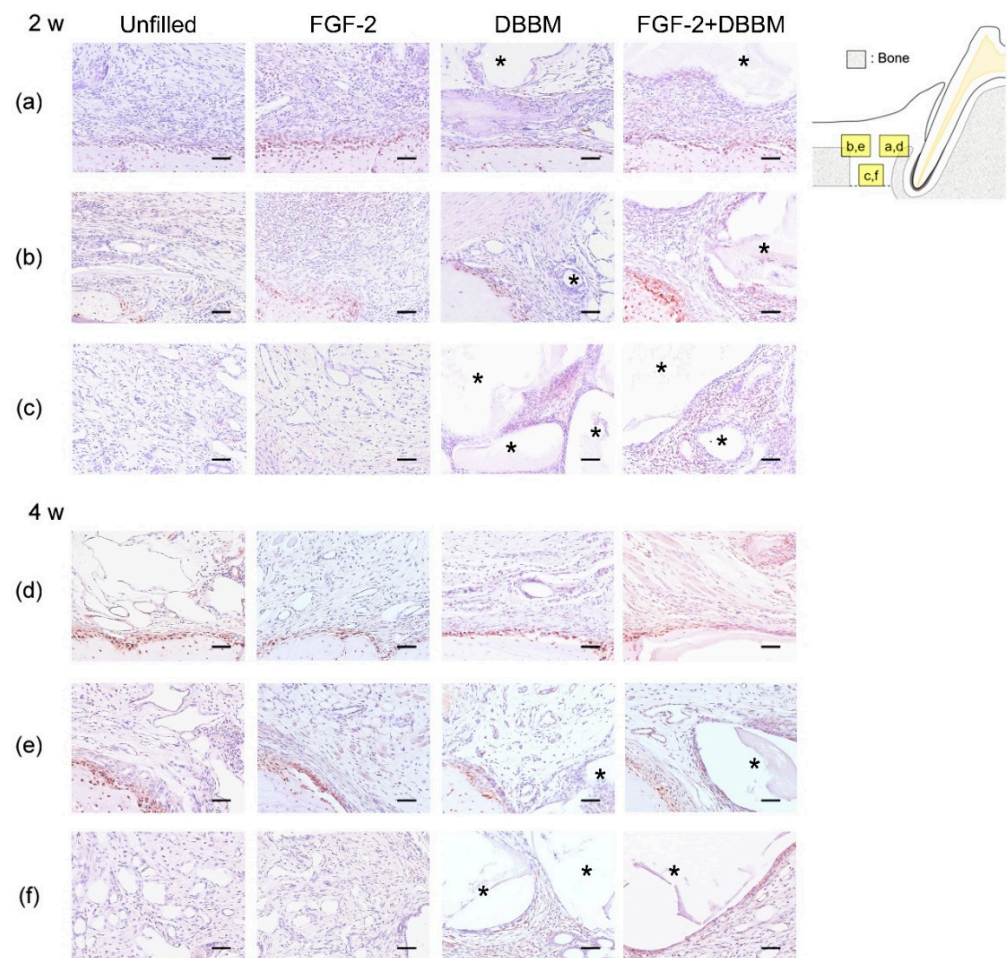 2 w Unfilled FGF-2 DBBM FGF-2+DBBM
: Bone
(a) * *
b,e a,d
c,f
(b) * *
(c) * * * * *
4 w
(d)
(e) * *
(f) * * *